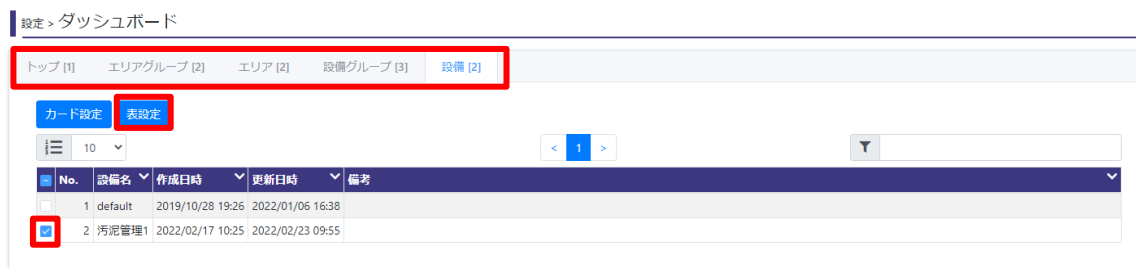 設定 > ダッシュボード
トップ [1] エリアグループ [2] エリア [2] 設備グループ [3] 設備 [2]
カード設定 表設定
10 < 1 >
No. 設備名 作成日時 更新日時 備考
1 default 2019/10/28 19:26 2022/01/06 16:38
2 汚泥管理1 2022/02/17 10:25 2022/02/23 09:55